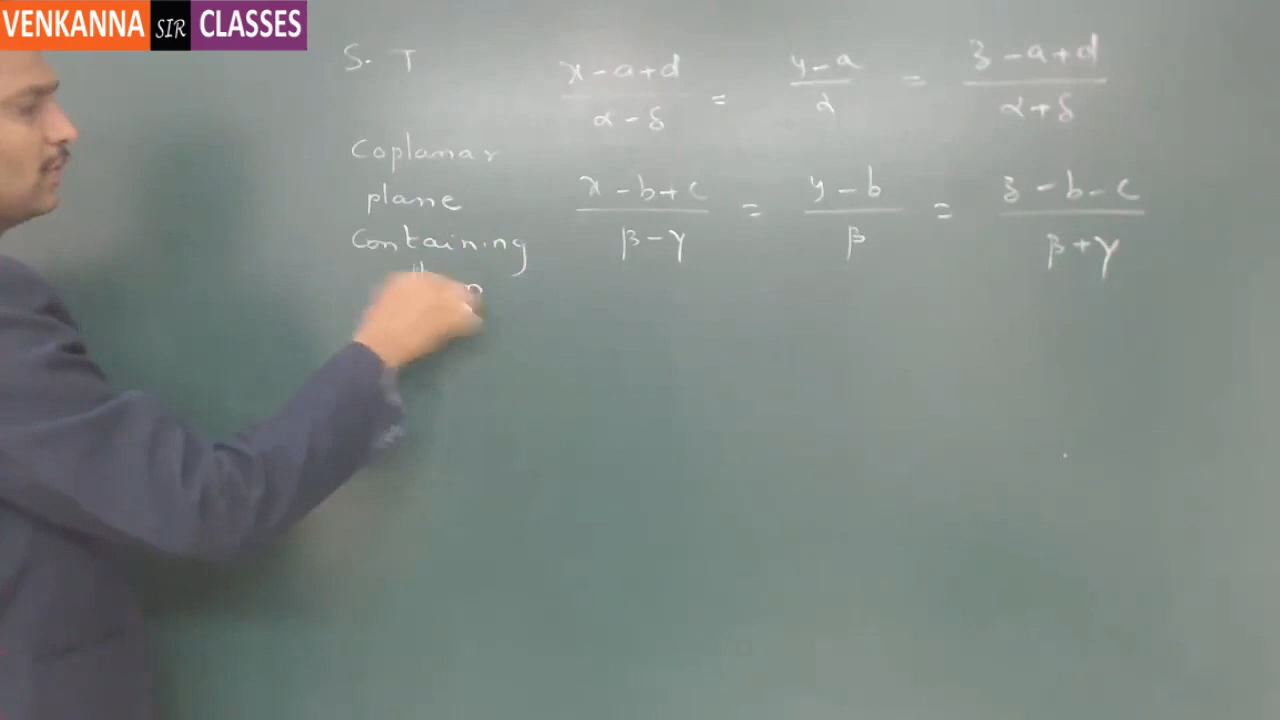 VENKANNA SIR CLASSES
S. T
x-a+d / α-δ = y-a / α = z-a+d / α+δ
Coplanar
plane
containing
x-b+c / β-γ = y-b / β = z-b-c / β+γ